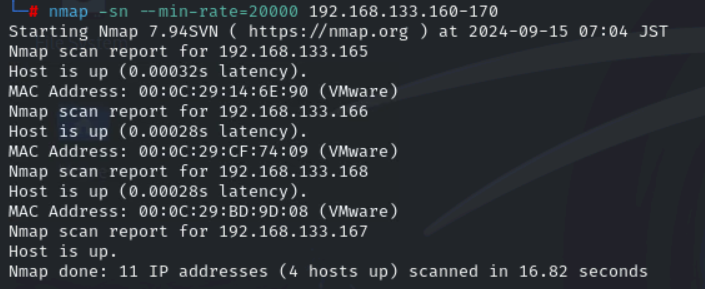 └─# nmap -sn --min-rate=20000 192.168.133.160-170
Starting Nmap 7.94SVN ( https://nmap.org ) at 2024-09-15 07:04 JST
Nmap scan report for 192.168.133.165
Host is up (0.00032s latency).
MAC Address: 00:0C:29:14:6E:90 (VMware)
Nmap scan report for 192.168.133.166
Host is up (0.00028s latency).
MAC Address: 00:0C:29:CF:74:09 (VMware)
Nmap scan report for 192.168.133.168
Host is up (0.00028s latency).
MAC Address: 00:0C:29:BD:9D:08 (VMware)
Nmap scan report for 192.168.133.167
Host is up.
Nmap done: 11 IP addresses (4 hosts up) scanned in 16.82 seconds